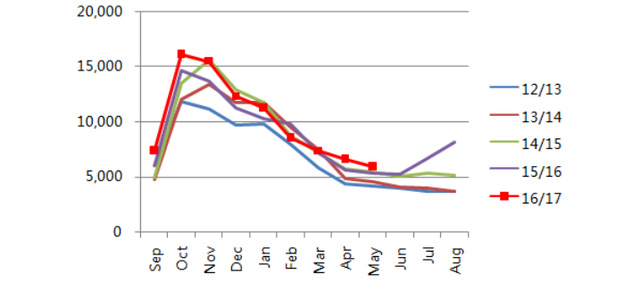 20,000
15,000
10,000
5,000
0
Sep
Oct
Nov
Dec
Jan
Feb
Mar
Apr
May
Jun
Jul
Aug
12/13
13/14
14/15
15/16
16/17